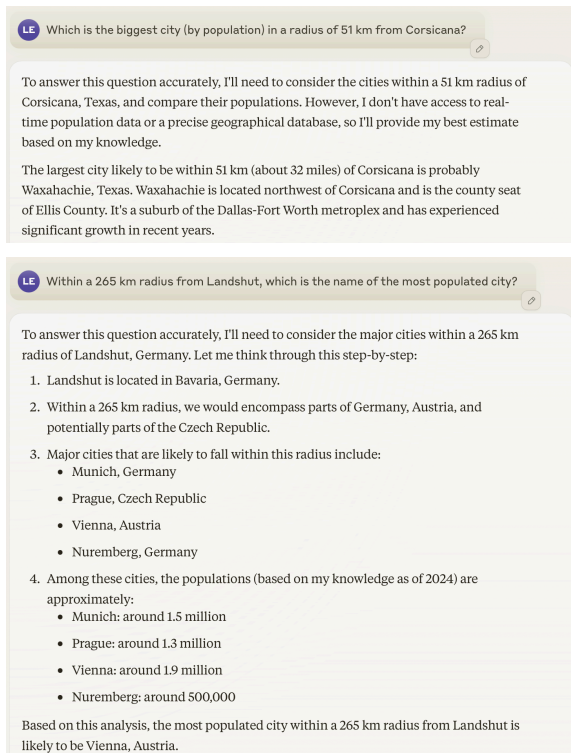 LE Which is the biggest city (by population) in a radius of 51 km from Corsicana?
To answer this question accurately, I'll need to consider the cities within a 51 km radius of
Corsicana, Texas, and compare their populations. However, I don't have access to real-
time population data or a precise geographical database, so I'll provide my best estimate
based on my knowledge.
The largest city likely to be within 51 km (about 32 miles) of Corsicana is probably
Waxahachie, Texas. Waxahachie is located northwest of Corsicana and is the county seat
of Ellis County. It's a suburb of the Dallas-Fort Worth metroplex and has experienced
significant growth in recent years.
LE Within a 265 km radius from Landshut, which is the name of the most populated city?
To answer this question accurately, I'll need to consider the major cities within a 265 km
radius of Landshut, Germany. Let me think through this step-by-step:
1. Landshut is located in Bavaria, Germany.
2. Within a 265 km radius, we would encompass parts of Germany, Austria, and
potentially parts of the Czech Republic.
3. Major cities that are likely to fall within this radius include:
• Munich, Germany
• Prague, Czech Republic
• Vienna, Austria
• Nuremberg, Germany
4. Among these cities, the populations (based on my knowledge as of 2024) are
approximately:
• Munich: around 1.5 million
• Prague: around 1.3 million
• Vienna: around 1.9 million
• Nuremberg: around 500,000
Based on this analysis, the most populated city within a 265 km radius from Landshut is
likely to be Vienna, Austria.